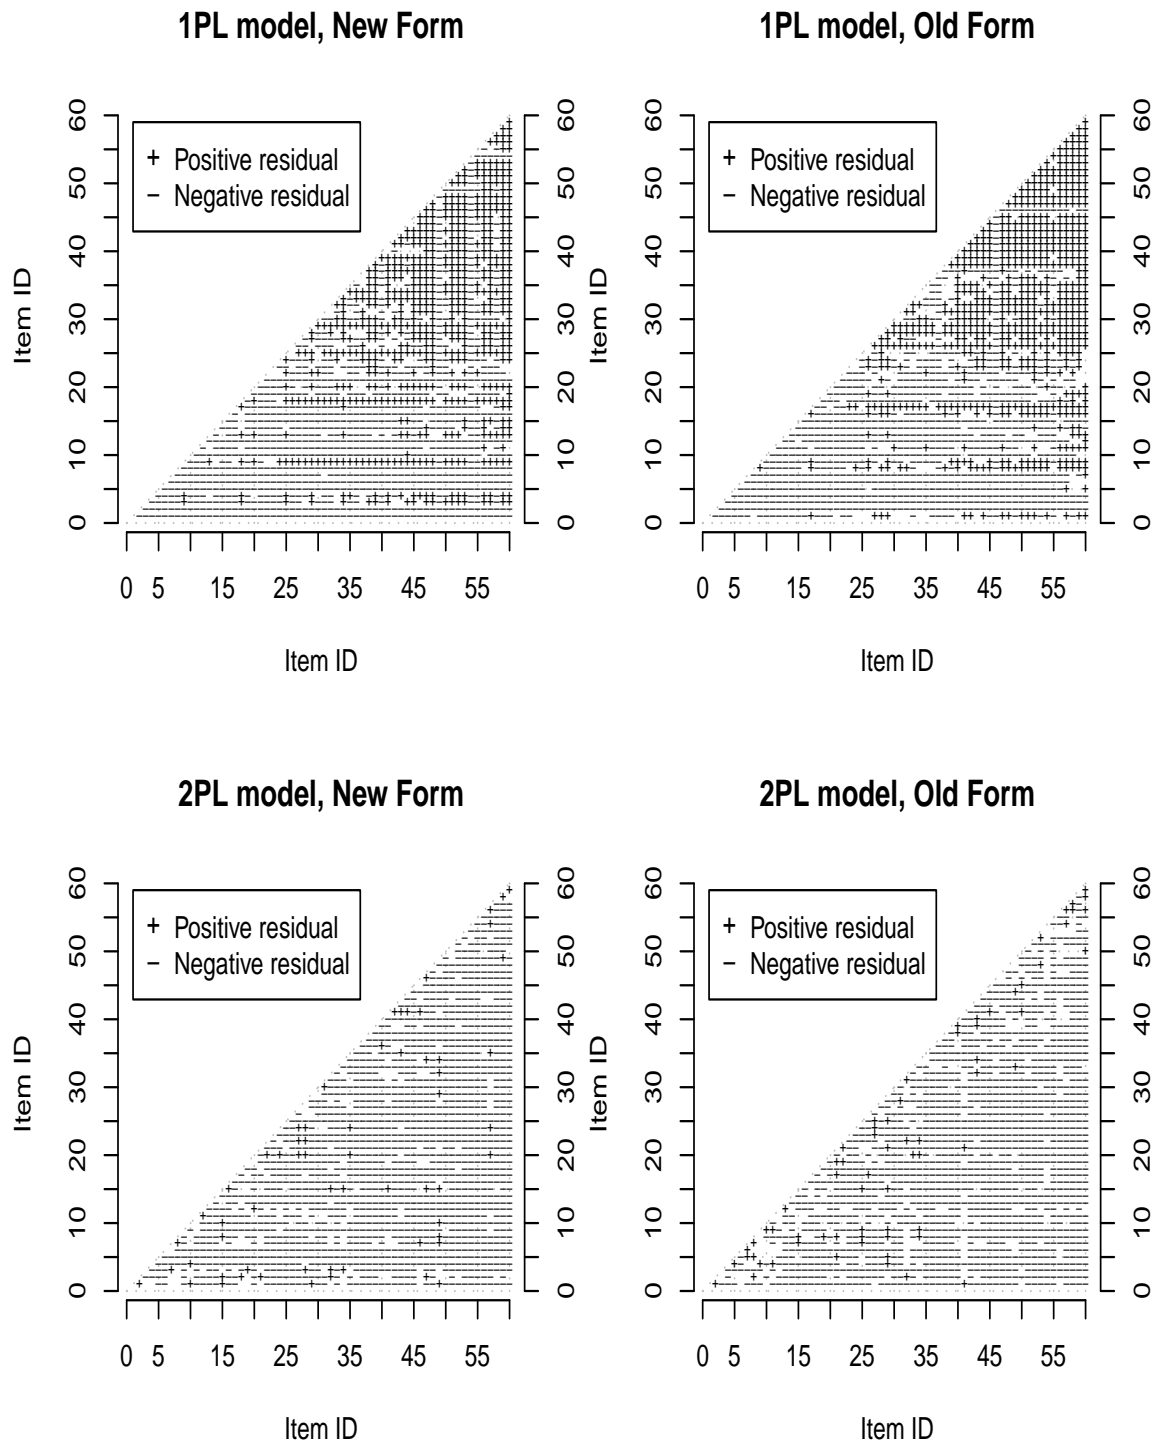 1PL model, New Form
+ Positive residual
− Negative residual
Item ID
0 10 20 30 40 50 60
0 10 20 30 40 50 60
0 5 15 25 35 45 55
Item ID
1PL model, Old Form
+ Positive residual
− Negative residual
Item ID
0 10 20 30 40 50 60
0 10 20 30 40 50 60
0 5 15 25 35 45 55
Item ID
2PL model, New Form
+ Positive residual
− Negative residual
Item ID
0 10 20 30 40 50 60
0 10 20 30 40 50 60
0 5 15 25 35 45 55
Item ID
2PL model, Old Form
+ Positive residual
− Negative residual
Item ID
0 10 20 30 40 50 60
0 10 20 30 40 50 60
0 5 15 25 35 45 55
Item ID